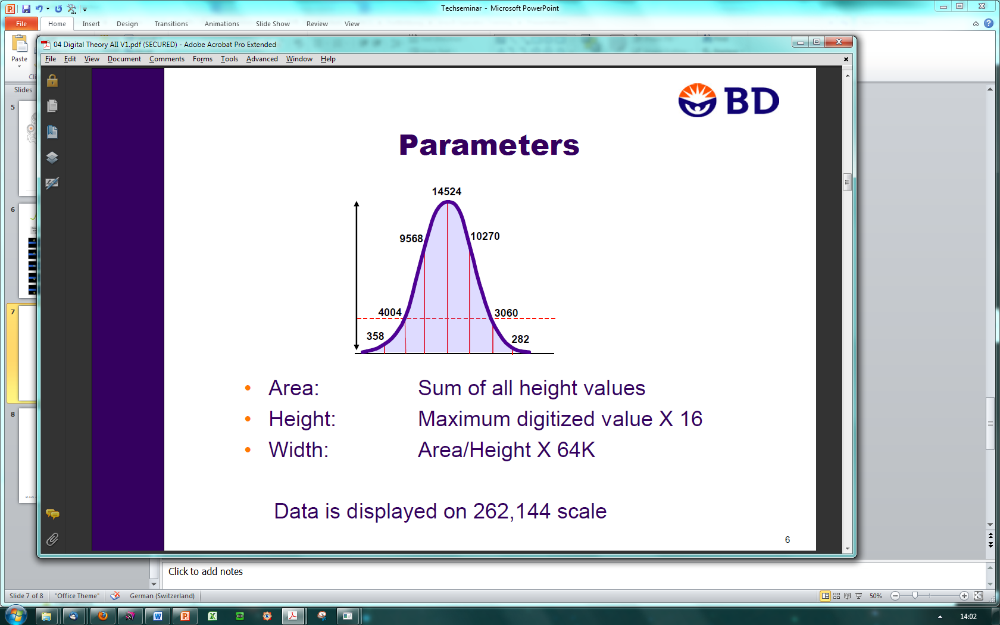 Techseminar - Microsoft PowerPoint
File Home Insert Design Transitions Animations Slide Show Review View
Paste
Slides
04 Digital Theory AII V1.pdf (SECURED) - Adobe Acrobat Pro Extended
File Edit View Document Comments Forms Tools Advanced Window Help
5
6
7
8
BD
Parameters
14524
9568
10270
4004
3060
358
282
• Area: Sum of all height values
• Height: Maximum digitized value X 16
• Width: Area/Height X 64K
Data is displayed on 262,144 scale
6
Click to add notes
Slide 7 of 8 "Office Theme" German (Switzerland) 50%
14:02